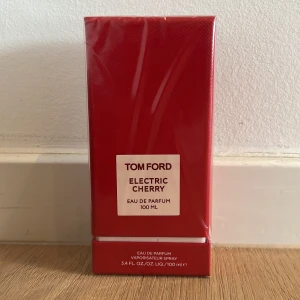 TOM FORD
ELECTRIC
CHERRY
EAU DE PARFUM
100 ML
EAU DE PARFUM
VAPORISATEUR SPRAY
3.4 FL. OZ./OZ. LIQ./100 ml ℮